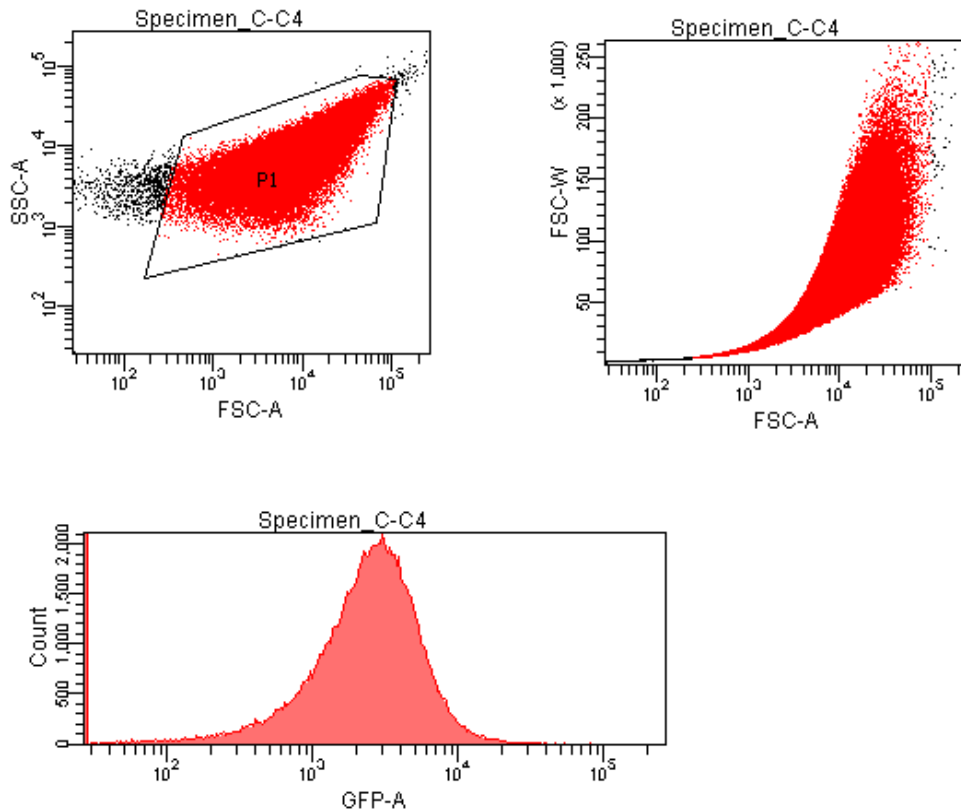 Specimen_C-C4
SSC-A
10^5
10^4
10^3
10^2
P1
10^2 10^3 10^4 10^5
FSC-A
Specimen_C-C4
(x 1,000)
FSC-W
250
200
150
100
50
10^2 10^3 10^4 10^5
FSC-A
Specimen_C-C4
Count
2,000
1,500
1,000
500
0
10^2 10^3 10^4 10^5
GFP-A